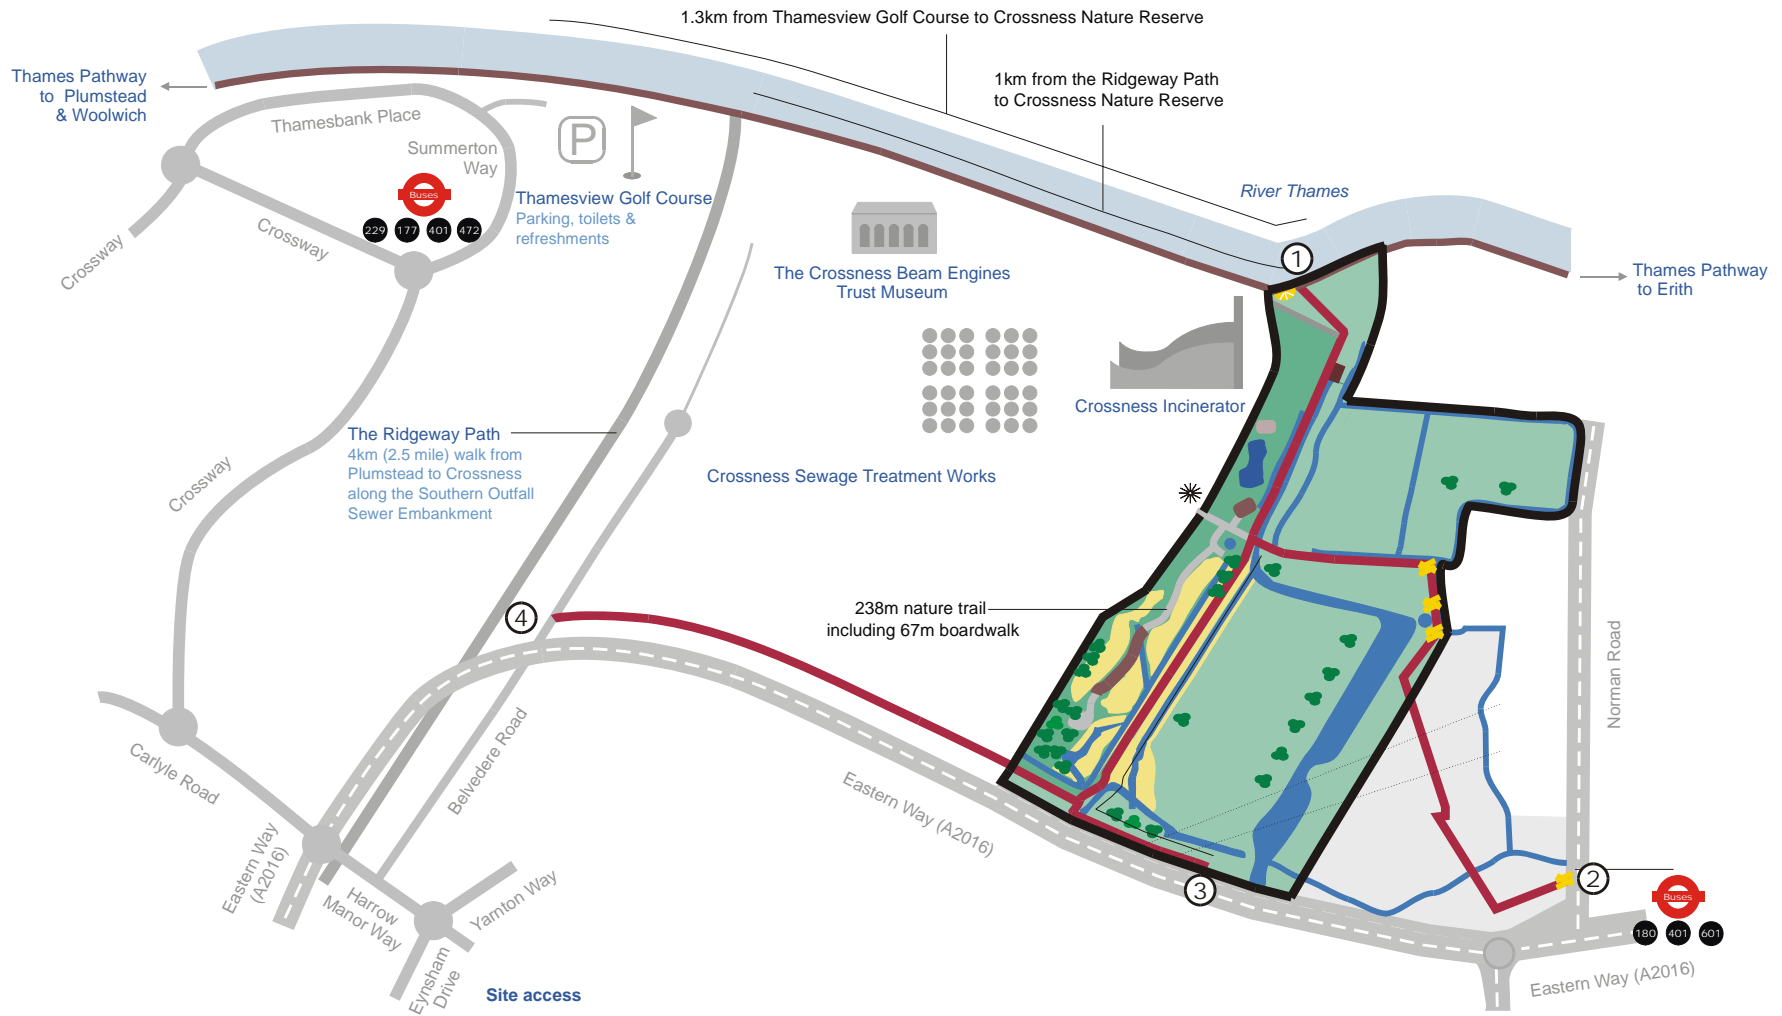 1.3km from Thamesview Golf Course to Crossness Nature Reserve
Thames Pathway
to Plumstead
& Woolwich
1km from the Ridgeway Path
to Crossness Nature Reserve
Thamesbank Place
Summerton
Way
P
Buses
229
177
401
472
Thamesview Golf Course
Parking, toilets &
refreshments
River Thames
Crossway
Crossway
1
Thames Pathway
to Erith
The Crossness Beam Engines
Trust Museum
Crossness Incinerator
The Ridgeway Path
4km (2.5 mile) walk from
Plumstead to Crossness
along the Southern Outfall
Sewer Embankment
Crossway
Crossness Sewage Treatment Works
4
238m nature trail
including 67m boardwalk
Norman Road
Carlyle Road
Belvedere Road
Eastern Way (A2016)
Eastern Way
(A2016)
Harrow
Manor Way
Yarnton Way
Eynsham
Drive
3
2
Buses
180
401
601
Eastern Way (A2016)
Site access